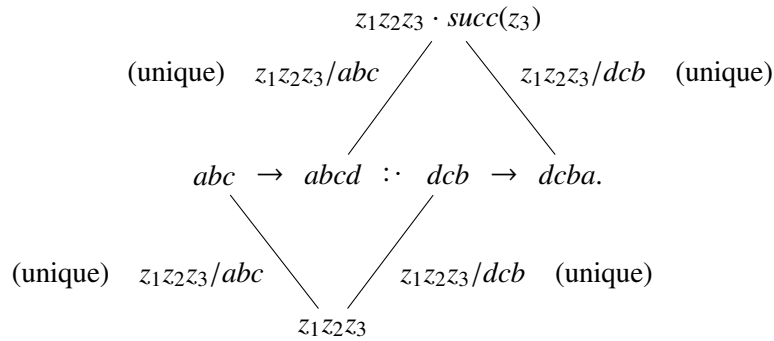 z₁z₂z₃ · succ(z₃)
(unique) z₁z₂z₃/abc z₁z₂z₃/dcb (unique)
abc → abcd :· dcb → dcba.
(unique) z₁z₂z₃/abc z₁z₂z₃/dcb (unique)
z₁z₂z₃